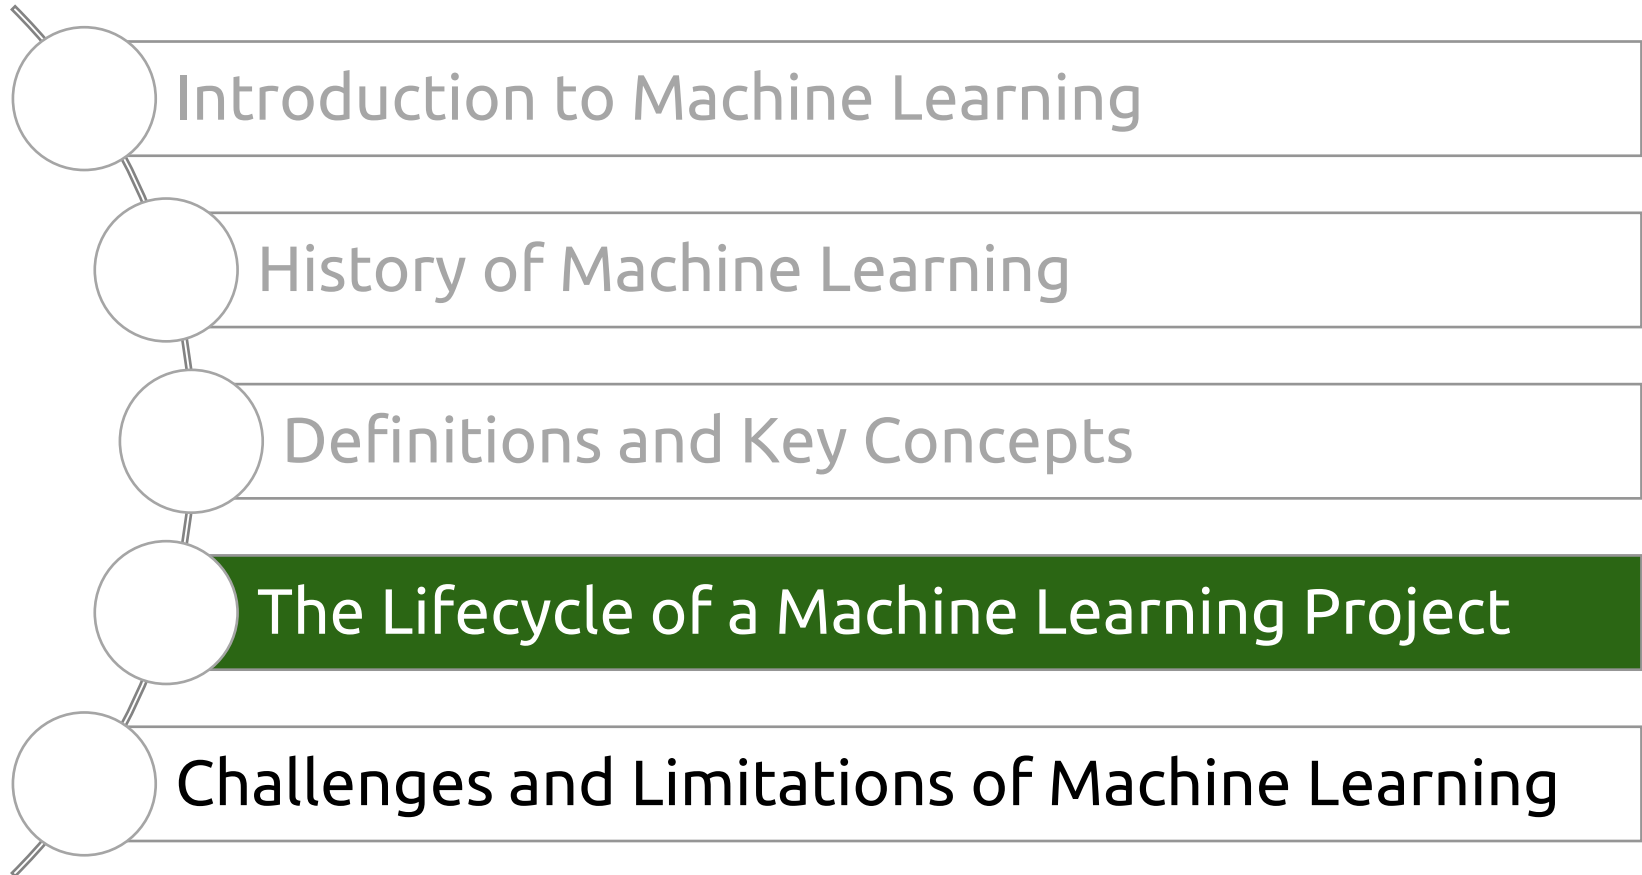 Introduction to Machine Learning
History of Machine Learning
Definitions and Key Concepts
The Lifecycle of a Machine Learning Project
Challenges and Limitations of Machine Learning